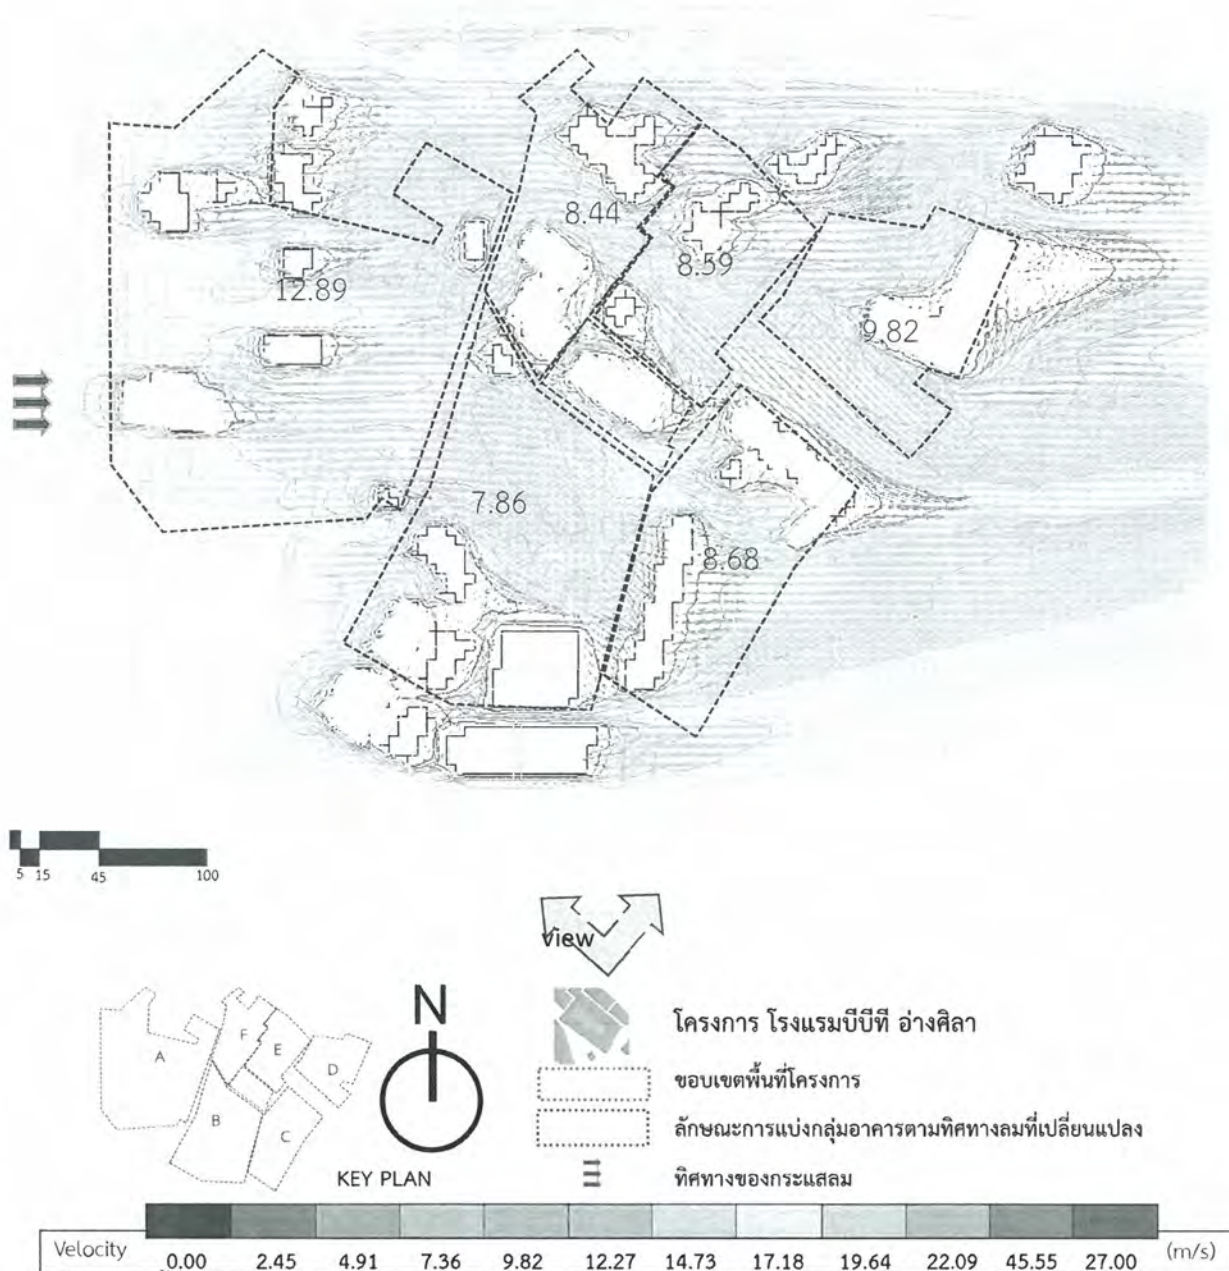 8.44
8.59
12.89
9.82
7.86
8.68
5 15 45 100
view
N
A
F
E
D
B
C
KEY PLAN
โครงการ โรงแรมบีบีที อ่างศิลา
ขอบเขตพื้นที่โครงการ
ลักษณะการแบ่งกลุ่มอาคารตามทิศทางลมที่เปลี่ยนแปลง
ทิศทางของกระแสลม
Velocity 0.00 2.45 4.91 7.36 9.82 12.27 14.73 17.18 19.64 22.09 45.55 27.00 (m/s)